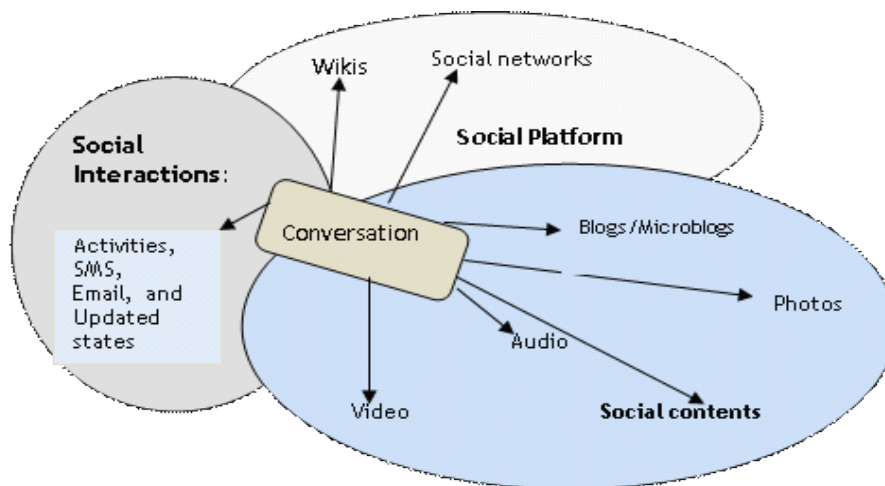 Wikis
Social networks
Social Platform
Social
Interactions:
Activities,
SMS,
Email, and
Updated
states
Conversation
Blogs/Microblogs
Photos
Audio
Video
Social contents